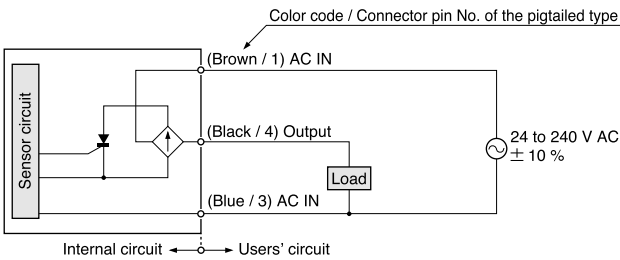 Color code / Connector pin No. of the pigtailed type
(Brown / 1) AC IN
Sensor circuit
(Black / 4) Output
24 to 240 V AC
± 10 %
Load
(Blue / 3) AC IN
Internal circuit
Users' circuit